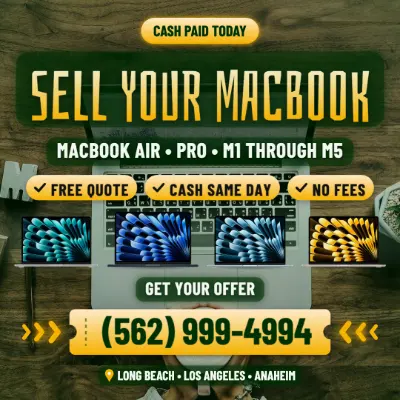 CASH PAID TODAY
SELL YOUR MACBOOK
MACBOOK AIR • PRO • M1 THROUGH M5
✓ FREE QUOTE ✓ CASH SAME DAY ✓ NO FEES
GET YOUR OFFER
(562) 999-4994
LONG BEACH • LOS ANGELES • ANAHEIM